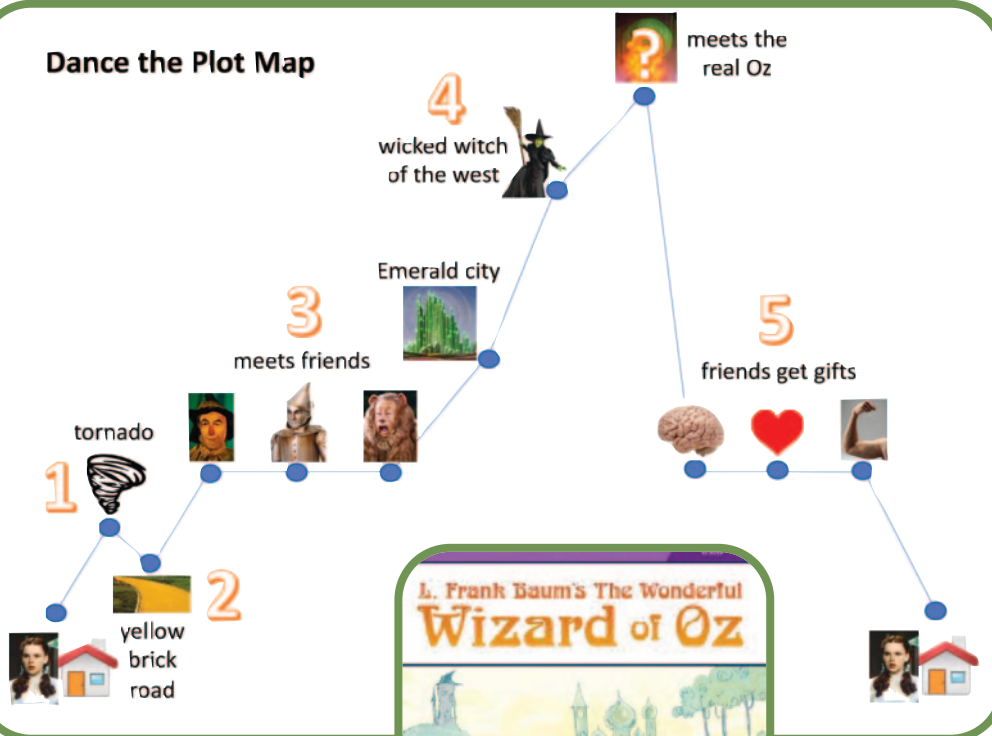 Dance the Plot Map
meets the
real Oz
?
4
wicked witch
of the west
Emerald city
3
meets friends
5
friends get gifts
tornado
1
2
yellow
brick
road
L. Frank Baum's The Wonderful
Wizard of Oz